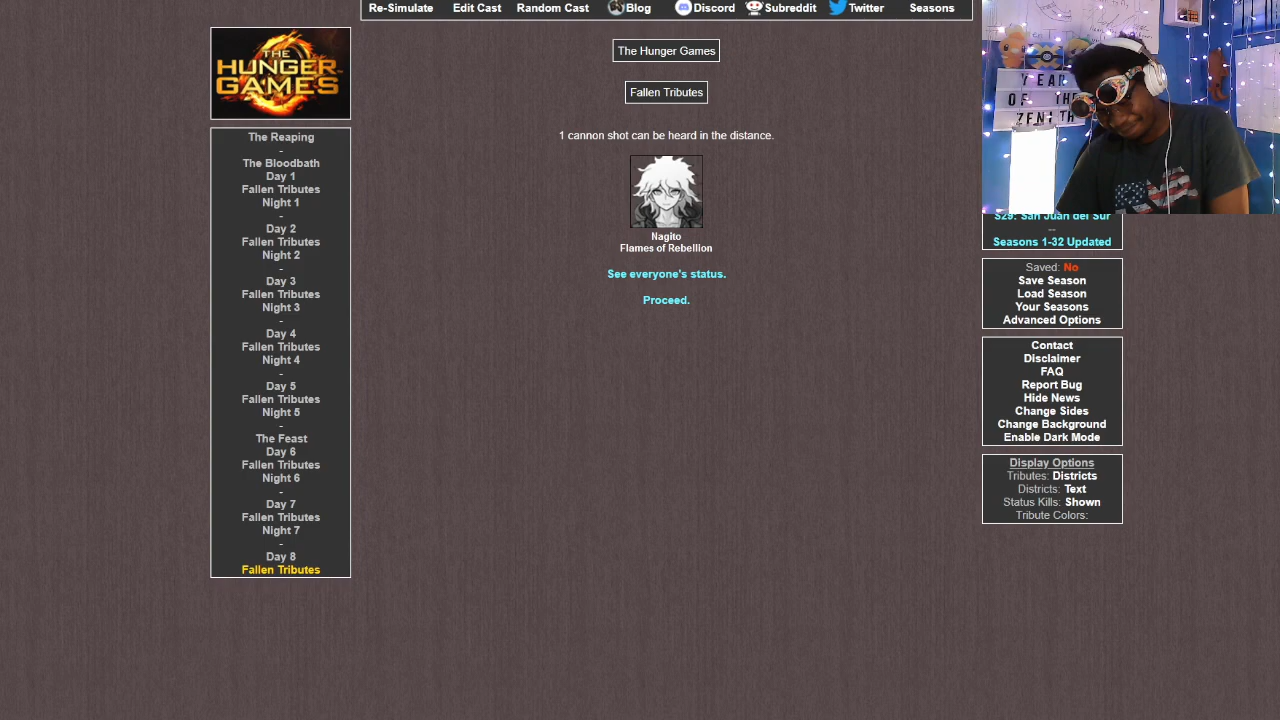 Re-Simulate Edit Cast Random Cast Blog Discord Subreddit Twitter Seasons
THE
HUNGER
GAMES
The Reaping
-
The Bloodbath
Day 1
Fallen Tributes
Night 1
-
Day 2
Fallen Tributes
Night 2
-
Day 3
Fallen Tributes
Night 3
-
Day 4
Fallen Tributes
Night 4
-
Day 5
Fallen Tributes
Night 5
-
The Feast
Day 6
Fallen Tributes
Night 6
-
Day 7
Fallen Tributes
Night 7
-
Day 8
Fallen Tributes
The Hunger Games
Fallen Tributes
1 cannon shot can be heard in the distance.
Nagito
Flames of Rebellion
See everyone's status.
Proceed.
YEAR
OF THE
ZENITH
S29: San Juan del Sur
--
Seasons 1-32 Updated
Saved: No
Save Season
Load Season
Your Seasons
Advanced Options
Contact
Disclaimer
FAQ
Report Bug
Hide News
Change Sides
Change Background
Enable Dark Mode
Display Options
Tributes: Districts
Districts: Text
Status Kills: Shown
Tribute Colors: